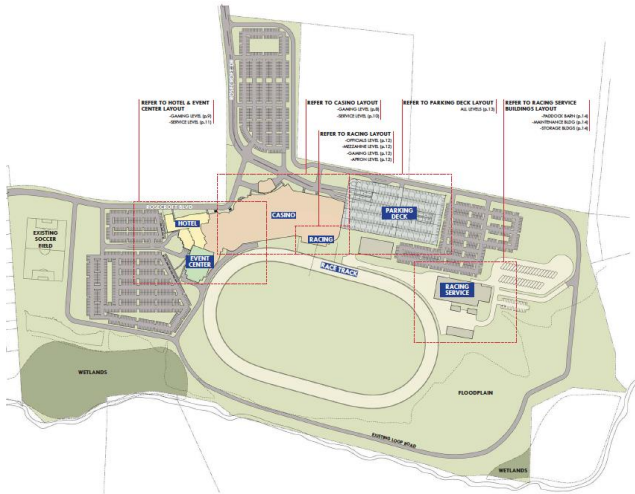 REFER TO HOTEL & EVENT
CENTER LAYOUT
-GAMING LEVEL (p.9)
-SERVICE LEVEL (p.11)
REFER TO CASINO LAYOUT
-GAMING LEVEL (p.8)
-SERVICE LEVEL (p.10)
REFER TO PARKING DECK LAYOUT
ALL LEVELS (p.13)
REFER TO RACING SERVICE
BUILDINGS LAYOUT
-PADDOCK BARN (p.14)
-MAINTENANCE BLDG (p.14)
-STORAGE BLDGS (p.14)
REFER TO RACING LAYOUT
-OFFICIALS LEVEL (p.12)
-MEZZANINE LEVEL (p.12)
-GAMING LEVEL (p.12)
-APRON LEVEL (p.12)
HOTEL
CASINO
PARKING
DECK
EXISTING
SOCCER
FIELD
RACING
EVENT
CENTER
RACE TRACK
RACING
SERVICE
WETLANDS
FLOODPLAIN
EXISTING LOOP ROAD
WETLANDS